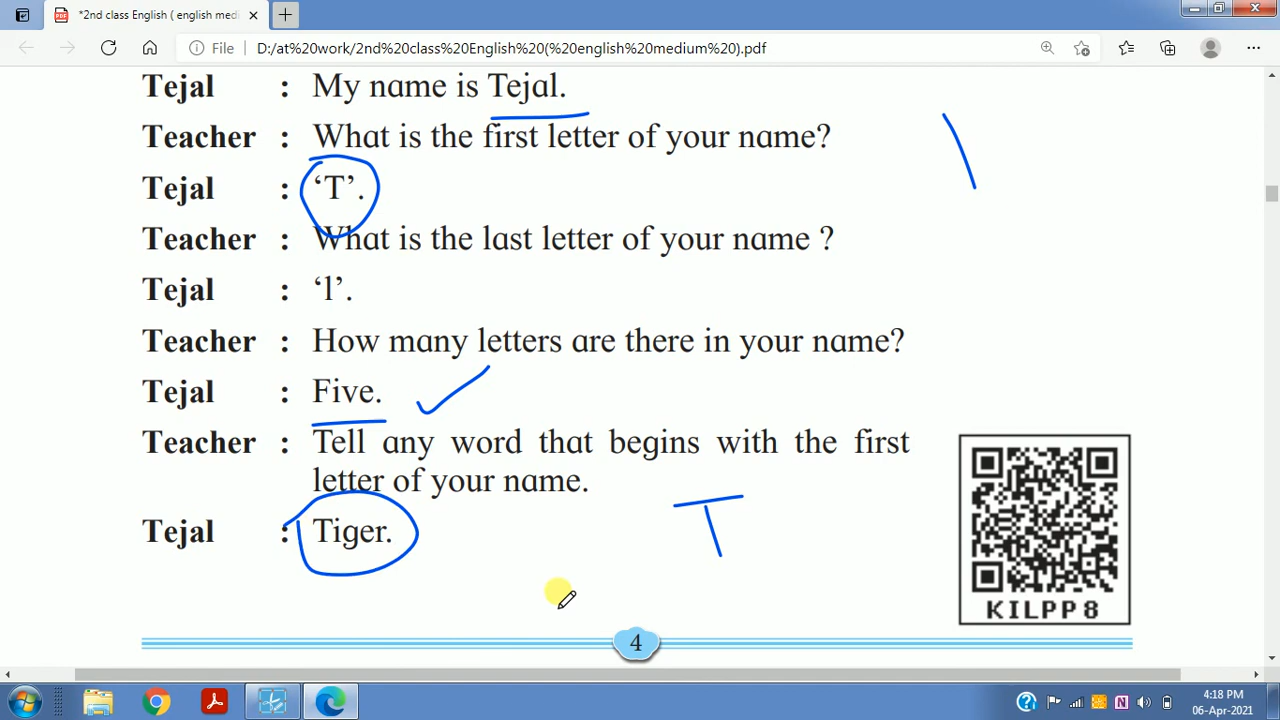 *2nd class English ( english medi
File D:/at%20work/2nd%20class%20English%20(%20english%20medium%20).pdf
Tejal : My name is Tejal.
Teacher : What is the first letter of your name?
Tejal : ‘T’.
Teacher : What is the last letter of your name ?
Tejal : ‘l’.
Teacher : How many letters are there in your name?
Tejal : Five.
Teacher : Tell any word that begins with the first
letter of your name.
Tejal : Tiger.
T
KILPP8
4
4:18 PM
06-Apr-2021